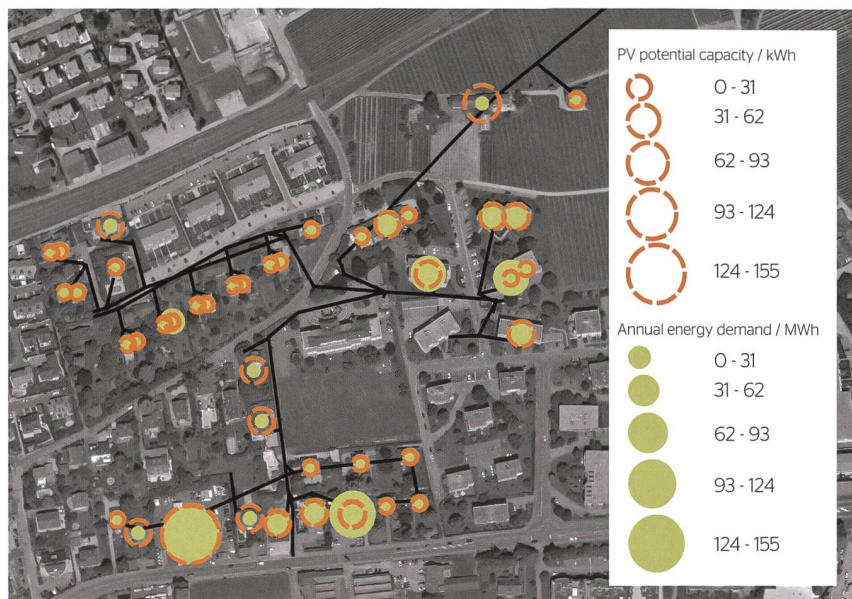 PV potential capacity / kWh
0 - 31
31 - 62
62 - 93
93 - 124
124 - 155
Annual energy demand / MWh
0 - 31
31 - 62
62 - 93
93 - 124
124 - 155